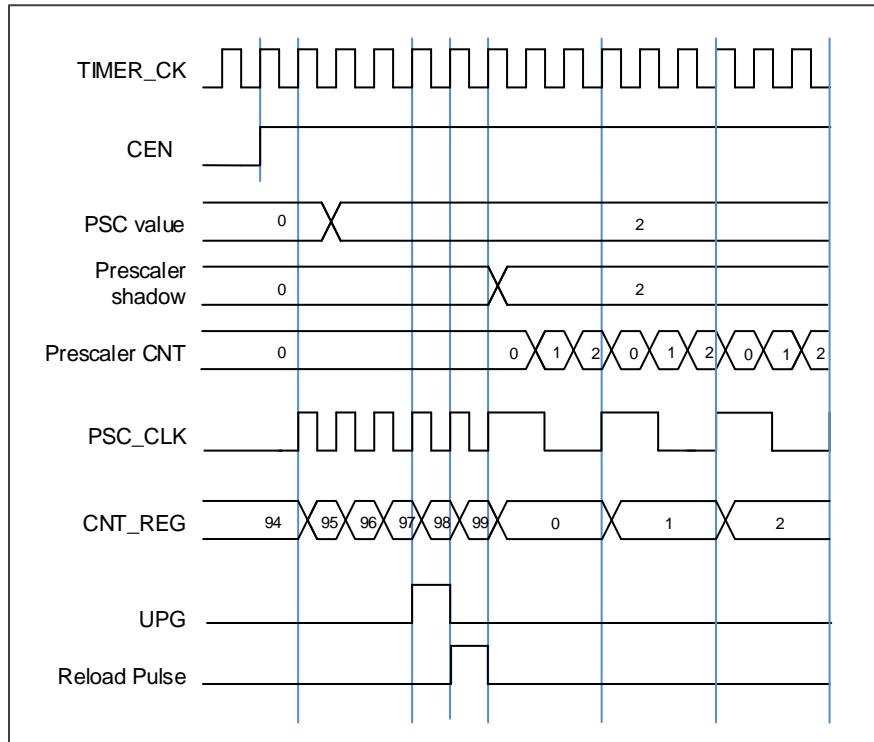 TIMER_CK
CEN
PSC value 0 2
Prescaler
shadow 0 2
Prescaler CNT 0 0 1 2 0 1 2 0 1 2
PSC_CLK
CNT_REG 94 95 96 97 98 99 0 1 2
UPG
Reload Pulse